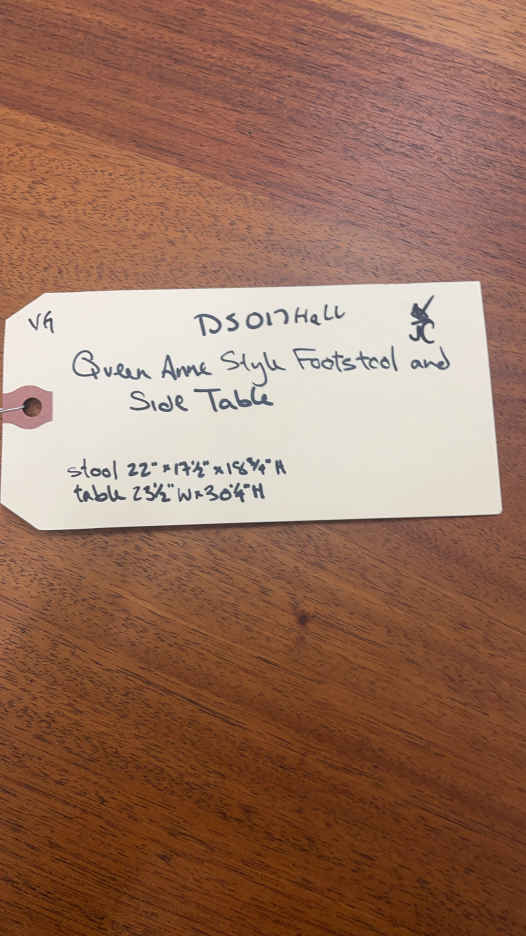 VG
DS017Hall
JC
Queen Anne Style Footstool and
Side Table
stool 22" x 17½" x 18¾" H
table 23½" W x 30¼" H